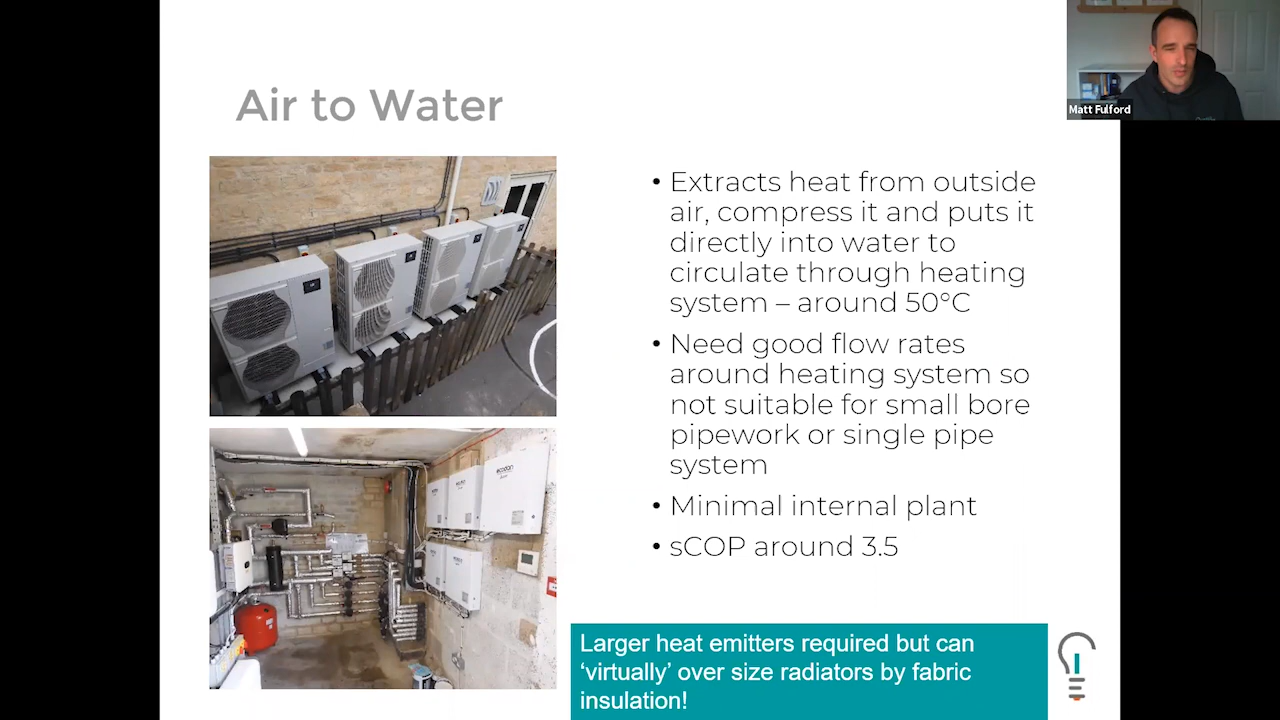 Air to Water
Matt Fulford
• Extracts heat from outside
air, compress it and puts it
directly into water to
circulate through heating
system – around 50°C
• Need good flow rates
around heating system so
not suitable for small bore
pipework or single pipe
system
• Minimal internal plant
• sCOP around 3.5
ecodan
Larger heat emitters required but can
‘virtually’ over size radiators by fabric
insulation!